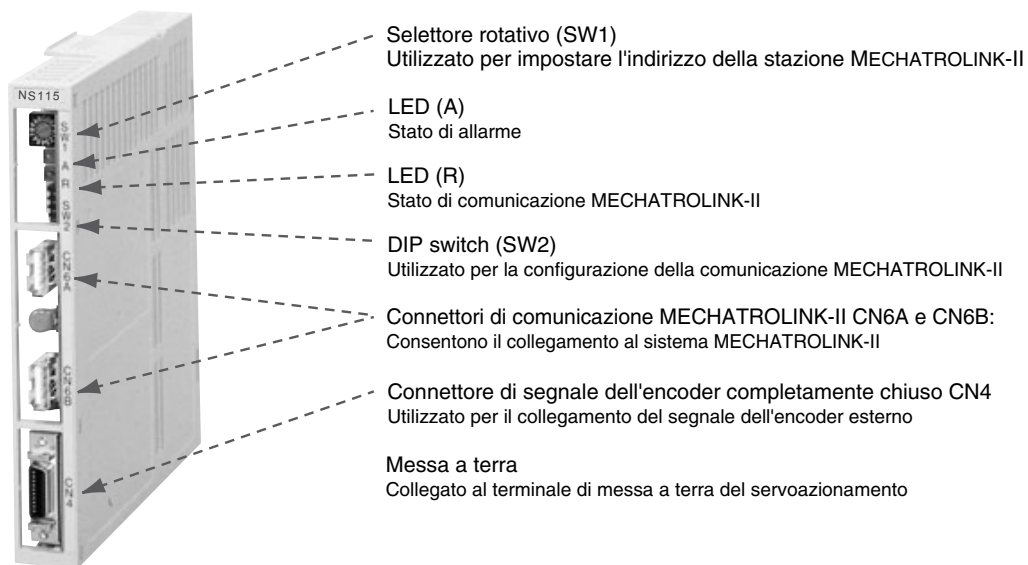 NS115
SW1
A
R
SW2
CN6A
CN6B
CN4
Selettore rotativo (SW1)
Utilizzato per impostare l'indirizzo della stazione MECHATROLINK-II
LED (A)
Stato di allarme
LED (R)
Stato di comunicazione MECHATROLINK-II
DIP switch (SW2)
Utilizzato per la configurazione della comunicazione MECHATROLINK-II
Connettori di comunicazione MECHATROLINK-II CN6A e CN6B:
Consentono il collegamento al sistema MECHATROLINK-II
Connettore di segnale dell'encoder completamente chiuso CN4
Utilizzato per il collegamento del segnale dell'encoder esterno
Messa a terra
Collegato al terminale di messa a terra del servoazionamento